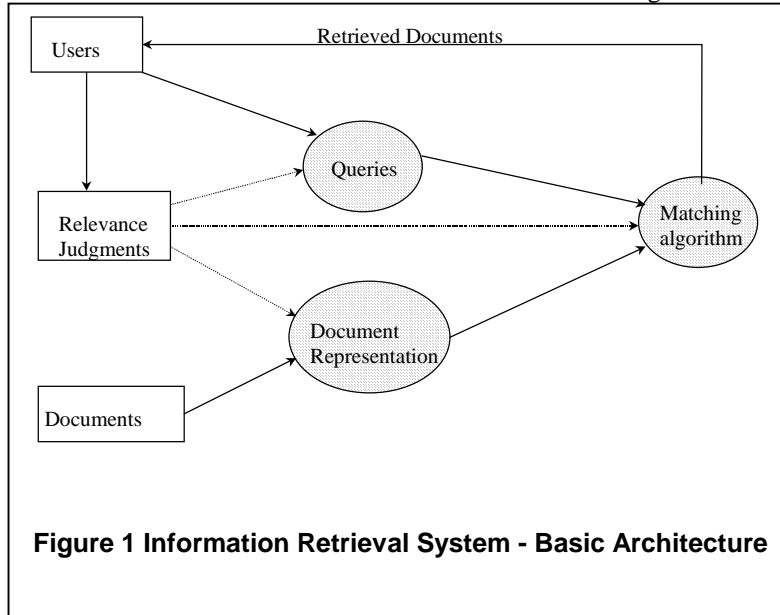 Users
Retrieved Documents
Queries
Relevance
Judgments
Matching
algorithm
Document
Representation
Documents
Figure 1 Information Retrieval System - Basic Architecture